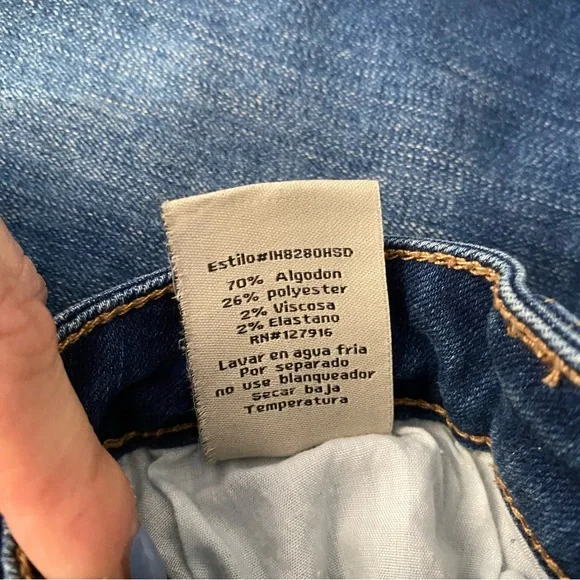 Estilo#IH8280HSD
70% Algodon
26% polyester
2% Viscosa
2% Elastano
RN#127916
Lavar en agua fria
Por separado
no use blanqueador
Secar baja
Temperatura